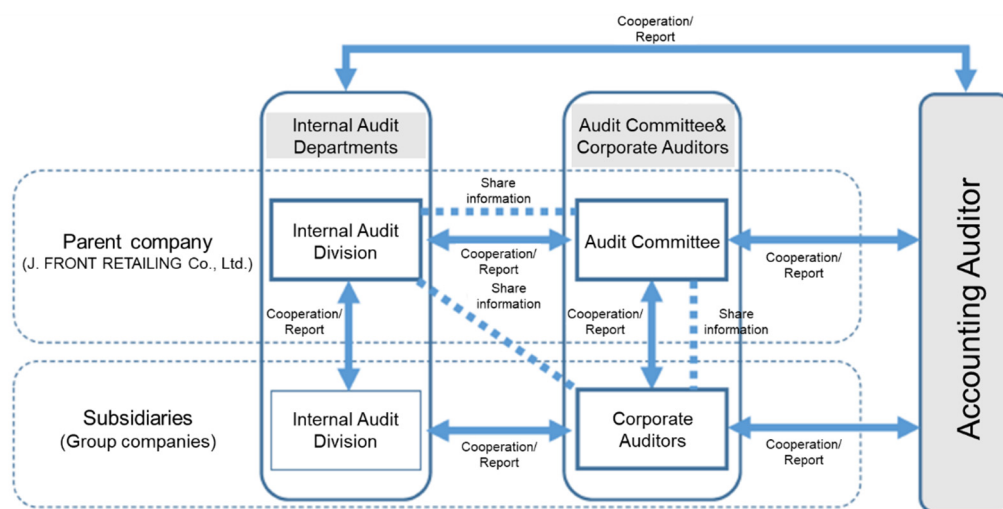 Cooperation/
Report
Internal Audit
Departments
Audit Committee&
Corporate Auditors
Share
information
Parent company
(J. FRONT RETAILING Co., Ltd.)
Internal Audit
Division
Audit Committee
Cooperation/
Report
Cooperation/
Report
Share
information
Cooperation/
Report
Cooperation/
Report
Share
information
Subsidiaries
(Group companies)
Internal Audit
Division
Corporate
Auditors
Cooperation/
Report
Cooperation/
Report
Accounting Auditor